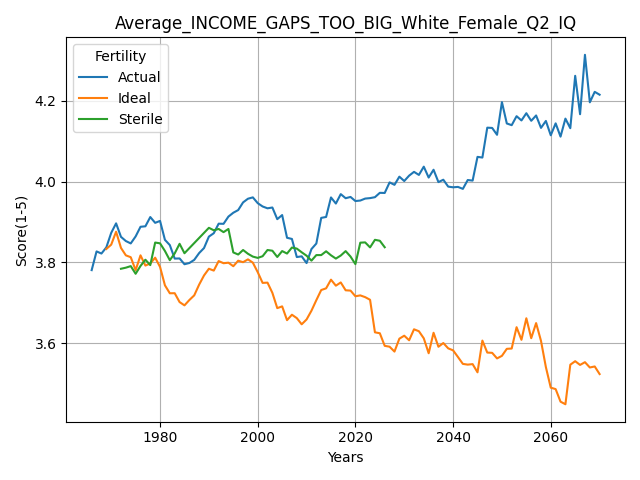 Average_INCOME_GAPS_TOO_BIG_White_Female_Q2_IQ
Fertility
Actual
Ideal
Sterile
Score(1-5)
4.2
4.0
3.8
3.6
1980 2000 2020 2040 2060
Years